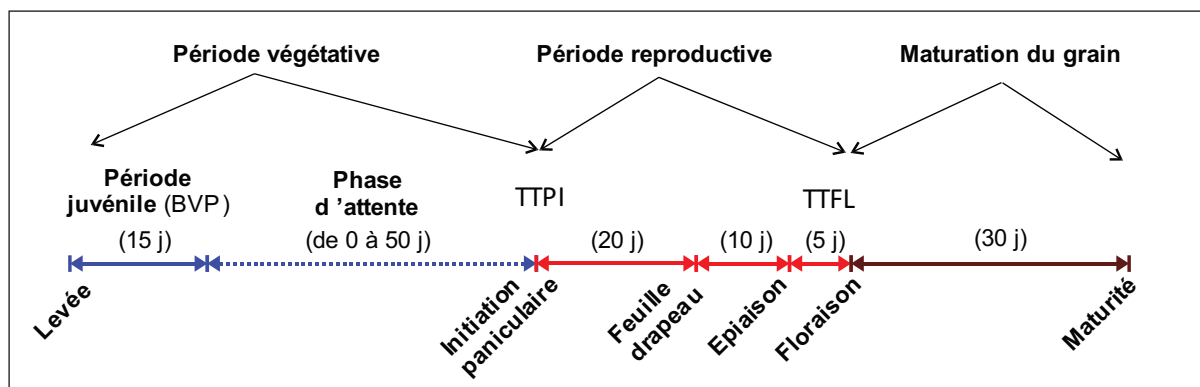 Période végétative
Période reproductive
Maturation du grain
Période
juvénile (BVP)
Phase
d 'attente
TTPI
TTFL
(15 j)
(de 0 à 50 j)
(20 j)
(10 j)
(5 j)
(30 j)
Levée
Initiation
paniculaire
Feuille
drapeau
Epiaison
Floraison
Maturité